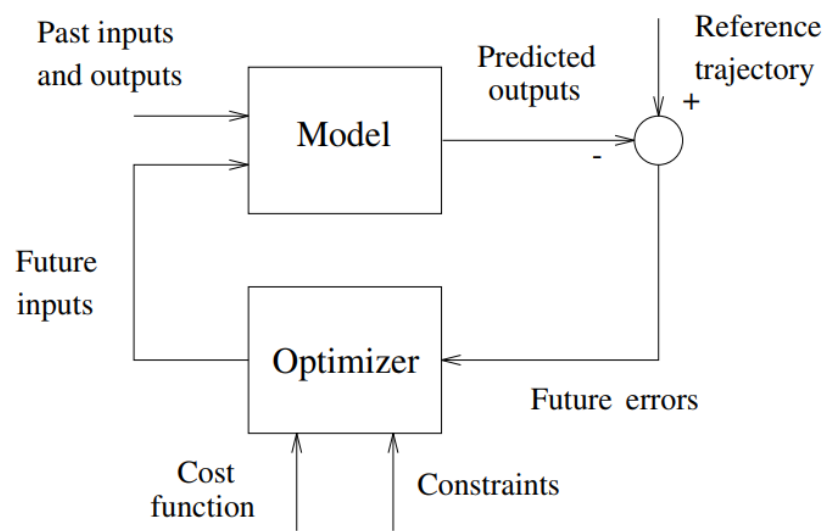 Past inputs
and outputs
Predicted
outputs
Reference
trajectory
+
Model
-
Future
inputs
Optimizer
Future errors
Cost
function
Constraints